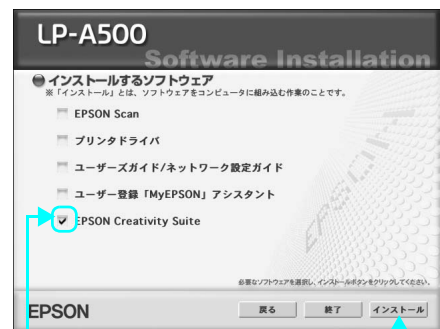 LP-A500
Software Installation
インストールするソフトウェア
※「インストール」とは、ソフトウェアをコンピュータに組み込む作業のことです。
EPSON Scan
プリンタドライバ
ユーザーズガイド/ネットワーク設定ガイド
ユーザー登録「MyEPSON」アシスタント
EPSON Creativity Suite
EPSON
必要なソフトウェアを選択し、インストールボタンをクリックしてください。
EPSON 戻る 終了 インストール